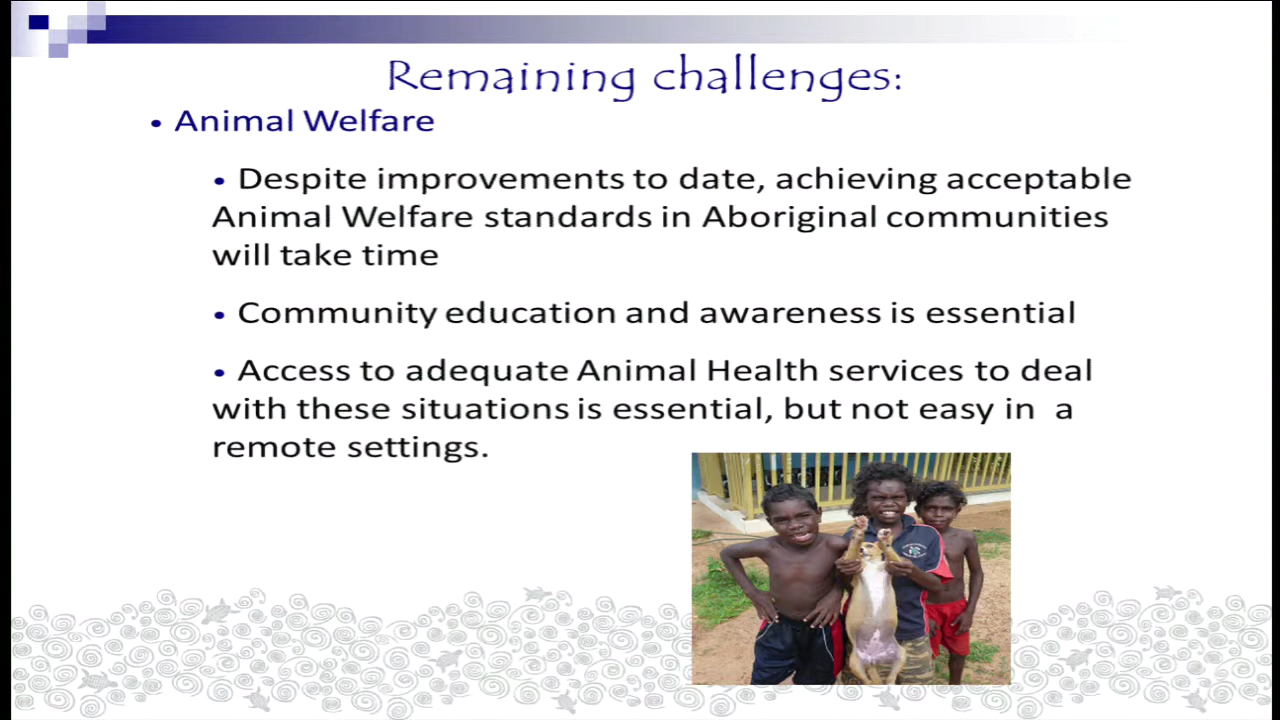 Remaining challenges:
• Animal Welfare
• Despite improvements to date, achieving acceptable
Animal Welfare standards in Aboriginal communities
will take time
• Community education and awareness is essential
• Access to adequate Animal Health services to deal
with these situations is essential, but not easy in a
remote settings.